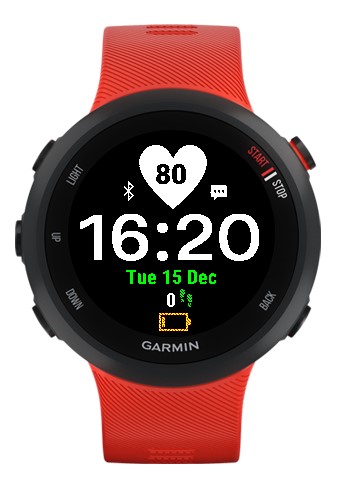 80
START
STOP
LIGHT
16:20
UP
Tue 15 Dec
0
DOWN
BACK
GARMIN